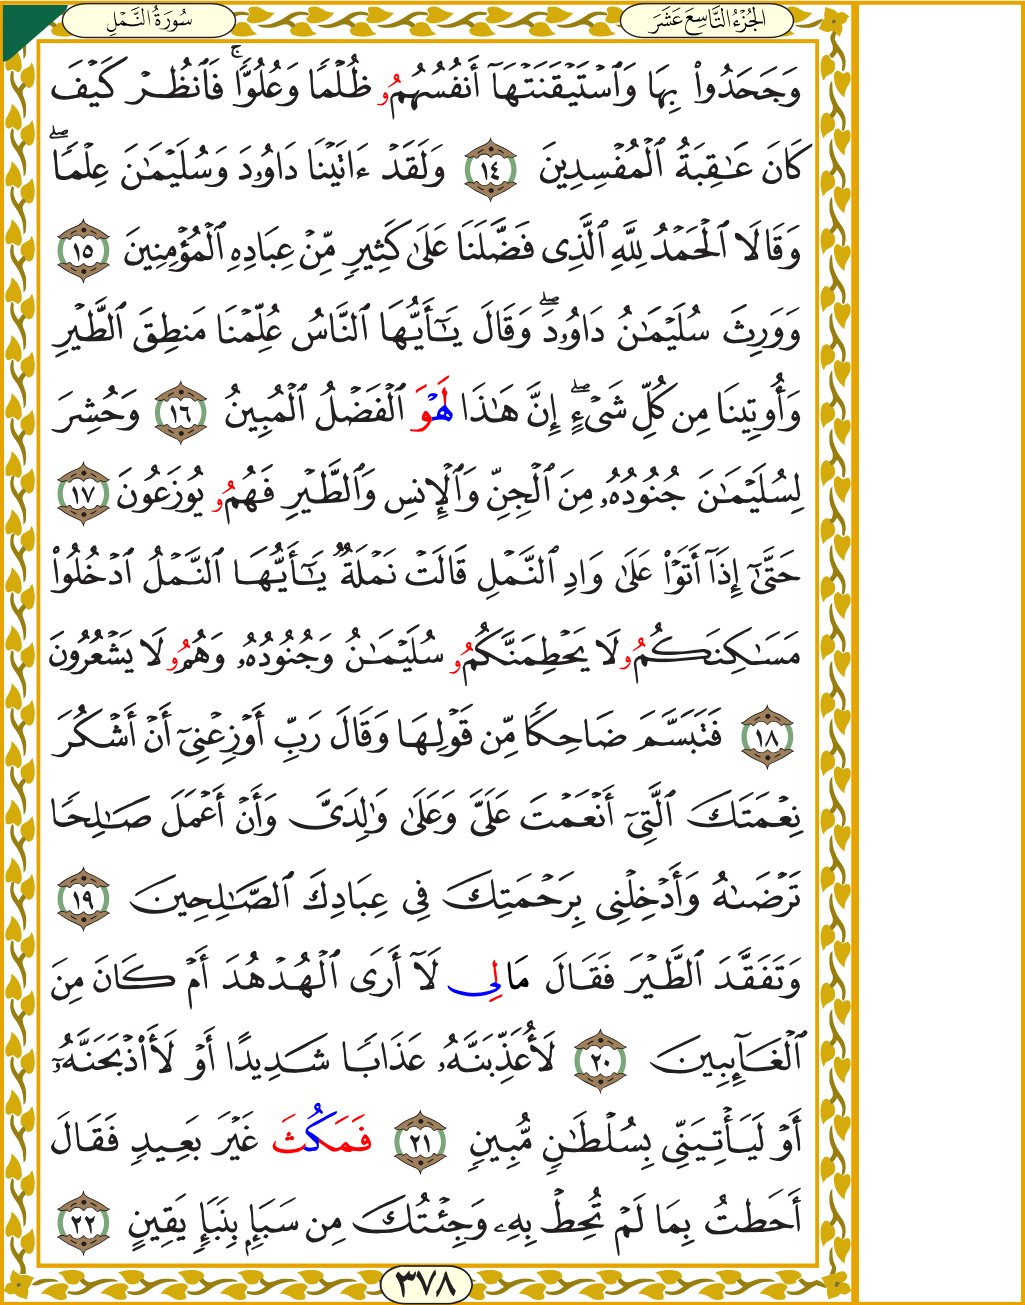 سُورَةُ النَّمۡلِ
الجُزۡءُ التَّاسِعَ عَشَرَ
وَجَحَدُواْ بِهَا وَٱسۡتَيۡقَنَتۡهَآ أَنفُسُهُمُۥ ظُلۡمٗا وَعُلُوّٗاۚ فَٱنظُرۡ كَيۡفَ
كَانَ عَٰقِبَةُ ٱلۡمُفۡسِدِينَ ١٤ وَلَقَدۡ ءَاتَيۡنَا دَاوُۥدَ وَسُلَيۡمَٰنَ عِلۡمٗاۖ
وَقَالَا ٱلۡحَمۡدُ لِلَّهِ ٱلَّذِي فَضَّلَنَا عَلَىٰ كَثِيرٖ مِّنۡ عِبَادِهِ ٱلۡمُؤۡمِنِينَ ١٥
وَوَرِثَ سُلَيۡمَٰنُ دَاوُۥدَۖ وَقَالَ يَٰٓأَيُّهَا ٱلنَّاسُ عُلِّمۡنَا مَنطِقَ ٱلطَّيۡرِ
وَأُوتِينَا مِن كُلِّ شَيۡءٍۖ إِنَّ هَٰذَا لَهۡوَ ٱلۡفَضۡلُ ٱلۡمُبِينُ ١٦ وَحُشِرَ
لِسُلَيۡمَٰنَ جُنُودُهُۥ مِنَ ٱلۡجِنِّ وَٱلۡإِنسِ وَٱلطَّيۡرِ فَهُمُۥ يُوزَعُونَ ١٧
حَتَّىٰٓ إِذَآ أَتَوۡاْ عَلَىٰ وَادِ ٱلنَّمۡلِ قَالَتۡ نَمۡلَةٞ يَٰٓأَيُّهَا ٱلنَّمۡلُ ٱدۡخُلُواْ
مَسَٰكِنَكُمُۥ لَا يَحۡطِمَنَّكُمُۥ سُلَيۡمَٰنُ وَجُنُودُهُۥ وَهُمُۥ لَا يَشۡعُرُونَ
١٨ فَتَبَسَّمَ ضَاحِكٗا مِّن قَوۡلِهَا وَقَالَ رَبِّ أَوۡزِعۡنِيٓ أَنۡ أَشۡكُرَ
نِعۡمَتَكَ ٱلَّتِيٓ أَنۡعَمۡتَ عَلَيَّ وَعَلَىٰ وَٰلِدَيَّ وَأَنۡ أَعۡمَلَ صَٰلِحٗا
تَرۡضَىٰهُ وَأَدۡخِلۡنِي بِرَحۡمَتِكَ فِي عِبَادِكَ ٱلصَّٰلِحِينَ ١٩
وَتَفَقَّدَ ٱلطَّيۡرَ فَقَالَ مَا لِي لَآ أَرَى ٱلۡهُدۡهُدَ أَمۡ كَانَ مِنَ
ٱلۡغَآئِبِينَ ٢٠ لَأُعَذِّبَنَّهُۥ عَذَابٗا شَدِيدًا أَوۡ لَأَاْذۡبَحَنَّهُۥٓ
أَوۡ لَيَأۡتِيَنِّي بِسُلۡطَٰنٖ مُّبِينٖ ٢١ فَمَكُثَ غَيۡرَ بَعِيدٖ فَقَالَ
أَحَطتُ بِمَا لَمۡ تُحِطۡ بِهِۦ وَجِئۡتُكَ مِن سَبَإِۭ بِنَبَإٖ يَقِينٍ ٢٢
٣٧٨